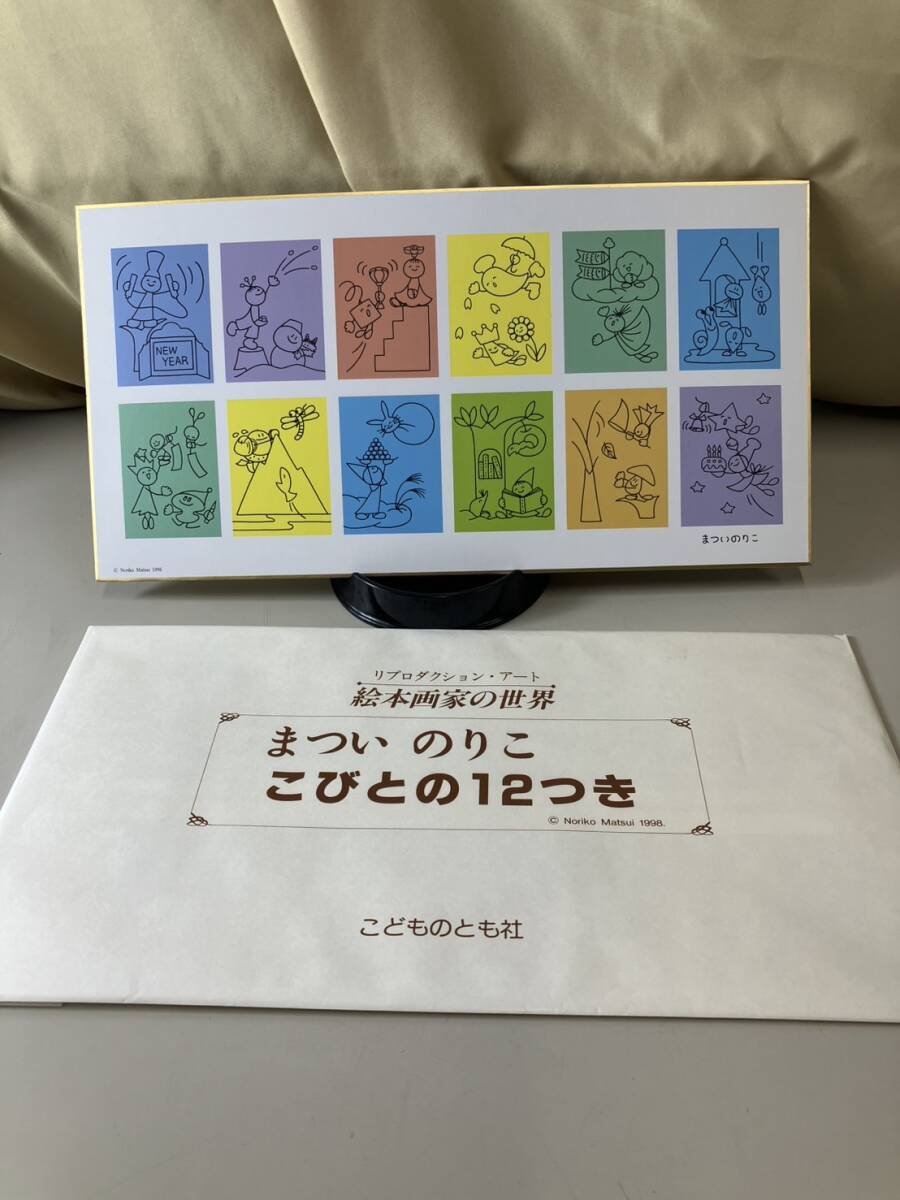 NEW
YEAR
© Noriko Matsui 1998
まついのりこ
リプロダクション・アート
絵本画家の世界
まつい のりこ
こびとの12つき
© Noriko Matsui 1998.
こどものとも社